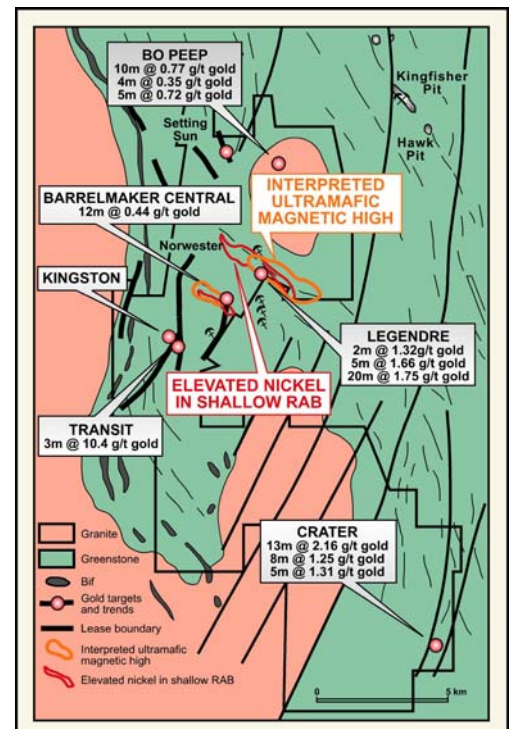 BO PEEP
10m @ 0.77 g/t gold
4m @ 0.35 g/t gold
5m @ 0.72 g/t gold
Kingfisher
Pit
Setting
Sun
Hawk
Pit
INTERPRETED
ULTRAMAFIC
MAGNETIC HIGH
BARRELMAKER CENTRAL
12m @ 0.44 g/t gold
Norwester
KINGSTON
LEGENDRE
2m @ 1.32g/t gold
5m @ 1.66 g/t gold
20m @ 1.75 g/t gold
ELEVATED NICKEL
IN SHALLOW RAB
TRANSIT
3m @ 10.4 g/t gold
CRATER
13m @ 2.16 g/t gold
8m @ 1.25 g/t gold
5m @ 1.31 g/t gold
Granite
Greenstone
Bif
Gold targets
and trends
Lease boundary
Interpreted ultramafic
magnetic high
Elevated nickel in shallow RAB
0 5 km